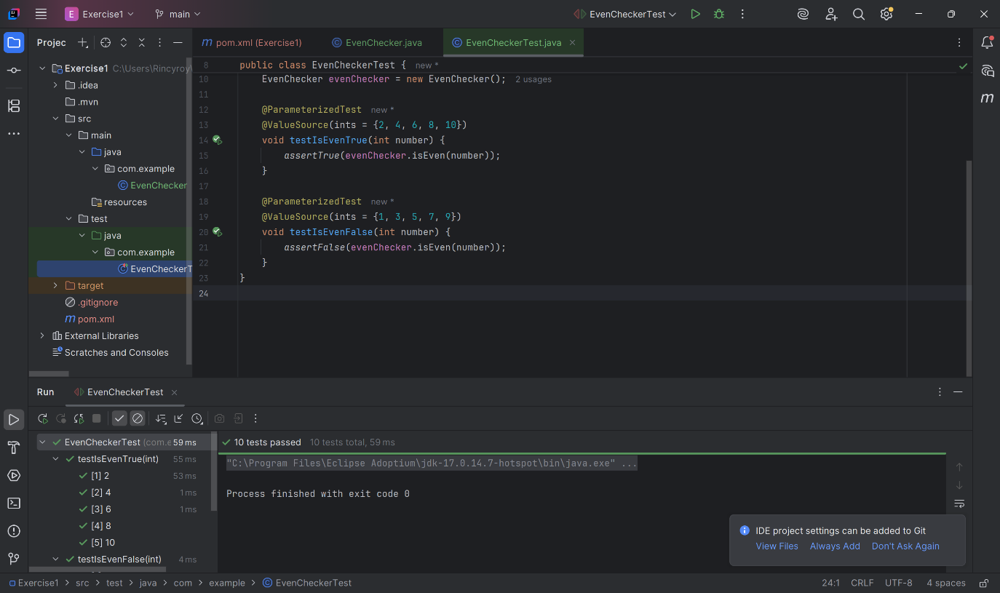 E Exercise1 main EvenCheckerTest
Projec
m pom.xml (Exercise1) EvenChecker.java EvenCheckerTest.java
Exercise1 C:\Users\Rincyroy\
.idea
.mvn
src
main
java
com.example
EvenChecker
resources
test
java
com.example
EvenCheckerT
target
.gitignore
m pom.xml
External Libraries
Scratches and Consoles
8 public class EvenCheckerTest { new *
10 EvenChecker evenChecker = new EvenChecker(); 2 usages
11
12 @ParameterizedTest new *
13 @ValueSource(ints = {2, 4, 6, 8, 10})
14 void testIsEvenTrue(int number) {
15 assertTrue(evenChecker.isEven(number));
16 }
17
18 @ParameterizedTest new *
19 @ValueSource(ints = {1, 3, 5, 7, 9})
20 void testIsEvenFalse(int number) {
21 assertFalse(evenChecker.isEven(number));
22 }
23 }
24
m
Run EvenCheckerTest
EvenCheckerTest (com.e 59 ms
testIsEvenTrue(int) 55 ms
[1] 2 53 ms
[2] 4 1 ms
[3] 6 1 ms
[4] 8
[5] 10
testIsEvenFalse(int) 4 ms
10 tests passed 10 tests total, 59 ms
"C:\Program Files\Eclipse Adoptium\jdk-17.0.14.7-hotspot\bin\java.exe" ...
Process finished with exit code 0
IDE project settings can be added to Git
View Files Always Add Don't Ask Again
Exercise1 > src > test > java > com > example > EvenCheckerTest
24:1 CRLF UTF-8 4 spaces